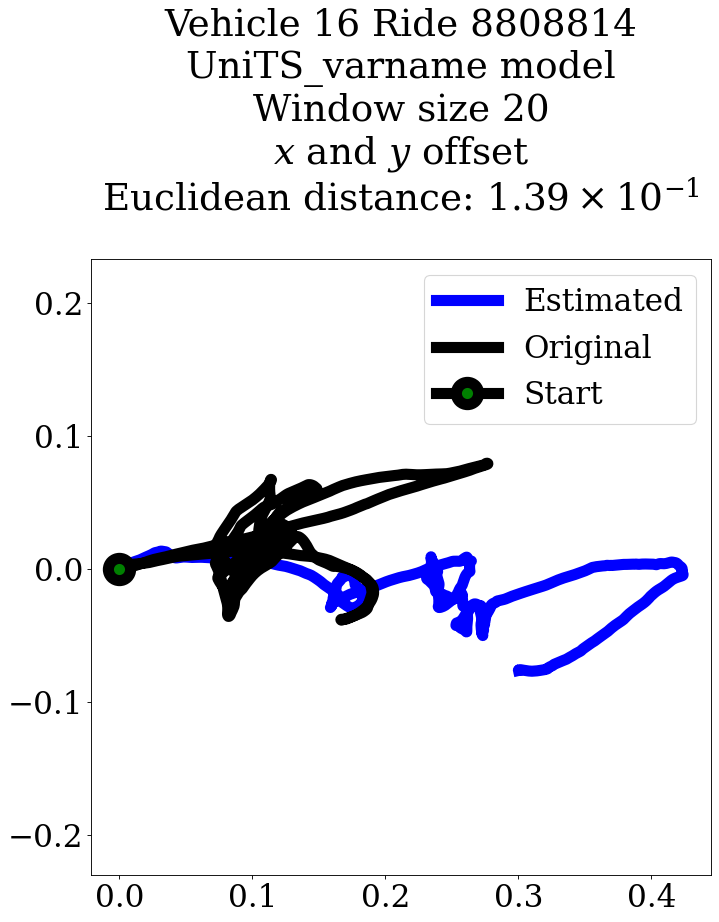 Vehicle 16 Ride 8808814
UniTS_varname model
Window size 20
x and y offset
Euclidean distance: 1.39 × 10⁻¹
Estimated
Original
Start
0.2
0.1
0.0
−0.1
−0.2
0.0 0.1 0.2 0.3 0.4